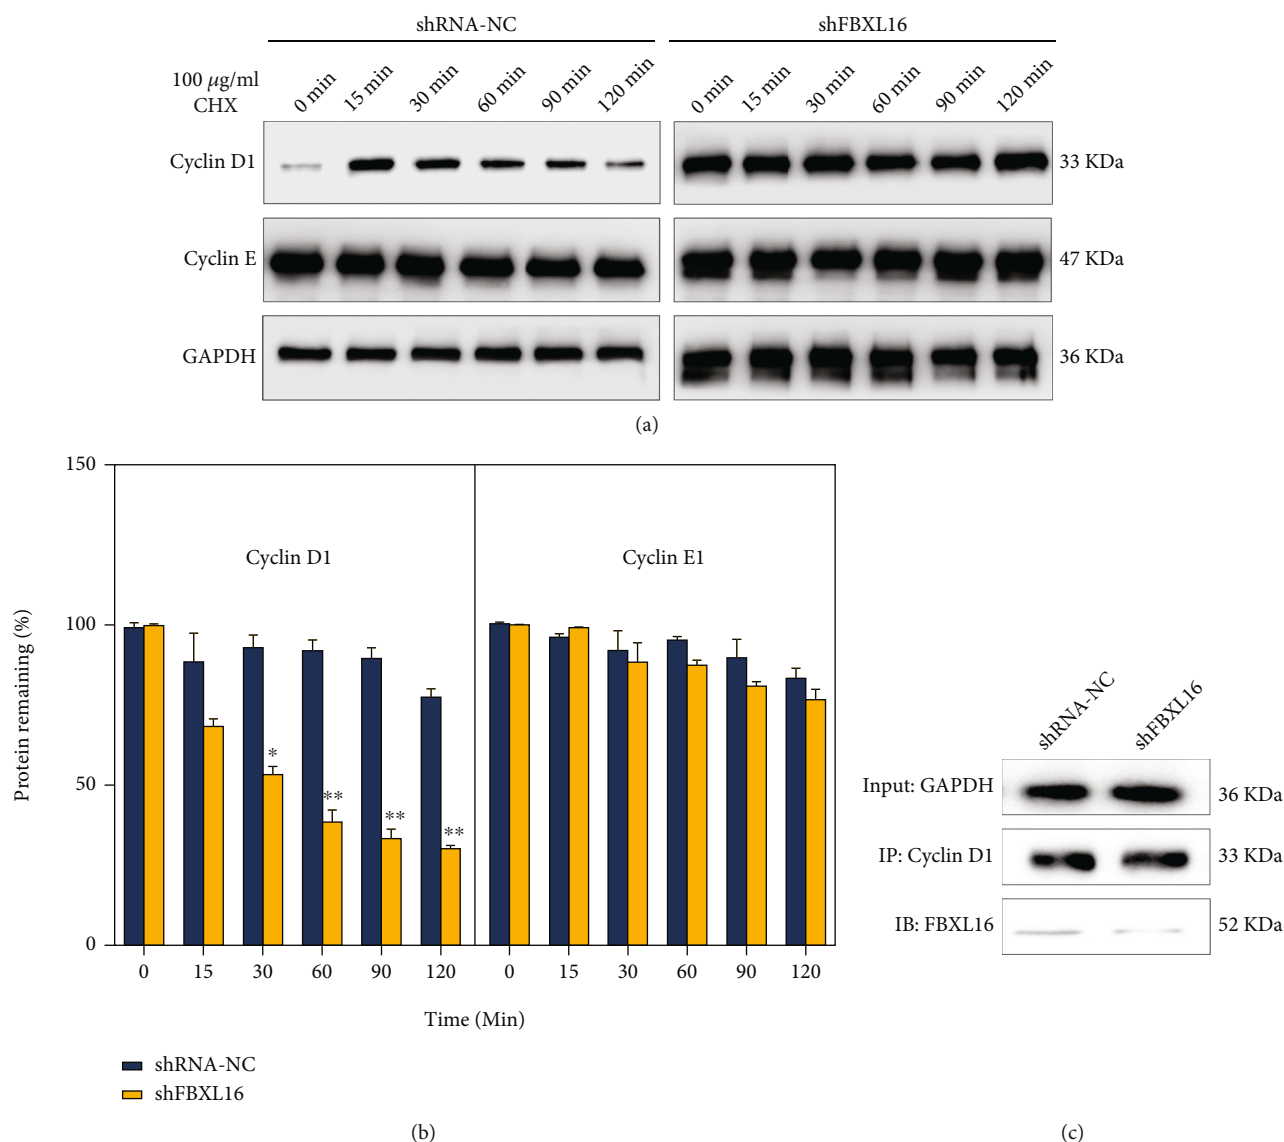 shRNA-NC shFBXL16
100 μg/ml
CHX
0 min 15 min 30 min 60 min 90 min 120 min 0 min 15 min 30 min 60 min 90 min 120 min
Cyclin D1 33 KDa
Cyclin E 47 KDa
GAPDH 36 KDa
(a)
150
Cyclin D1 Cyclin E1
100
Protein remaining (%)
*
**
**
**
50
0
0 15 30 60 90 120 0 15 30 60 90 120
Time (Min)
shRNA-NC
shFBXL16
(b)
shRNA-NC shFBXL16
Input: GAPDH 36 KDa
IP: Cyclin D1 33 KDa
IB: FBXL16 52 KDa
(c)